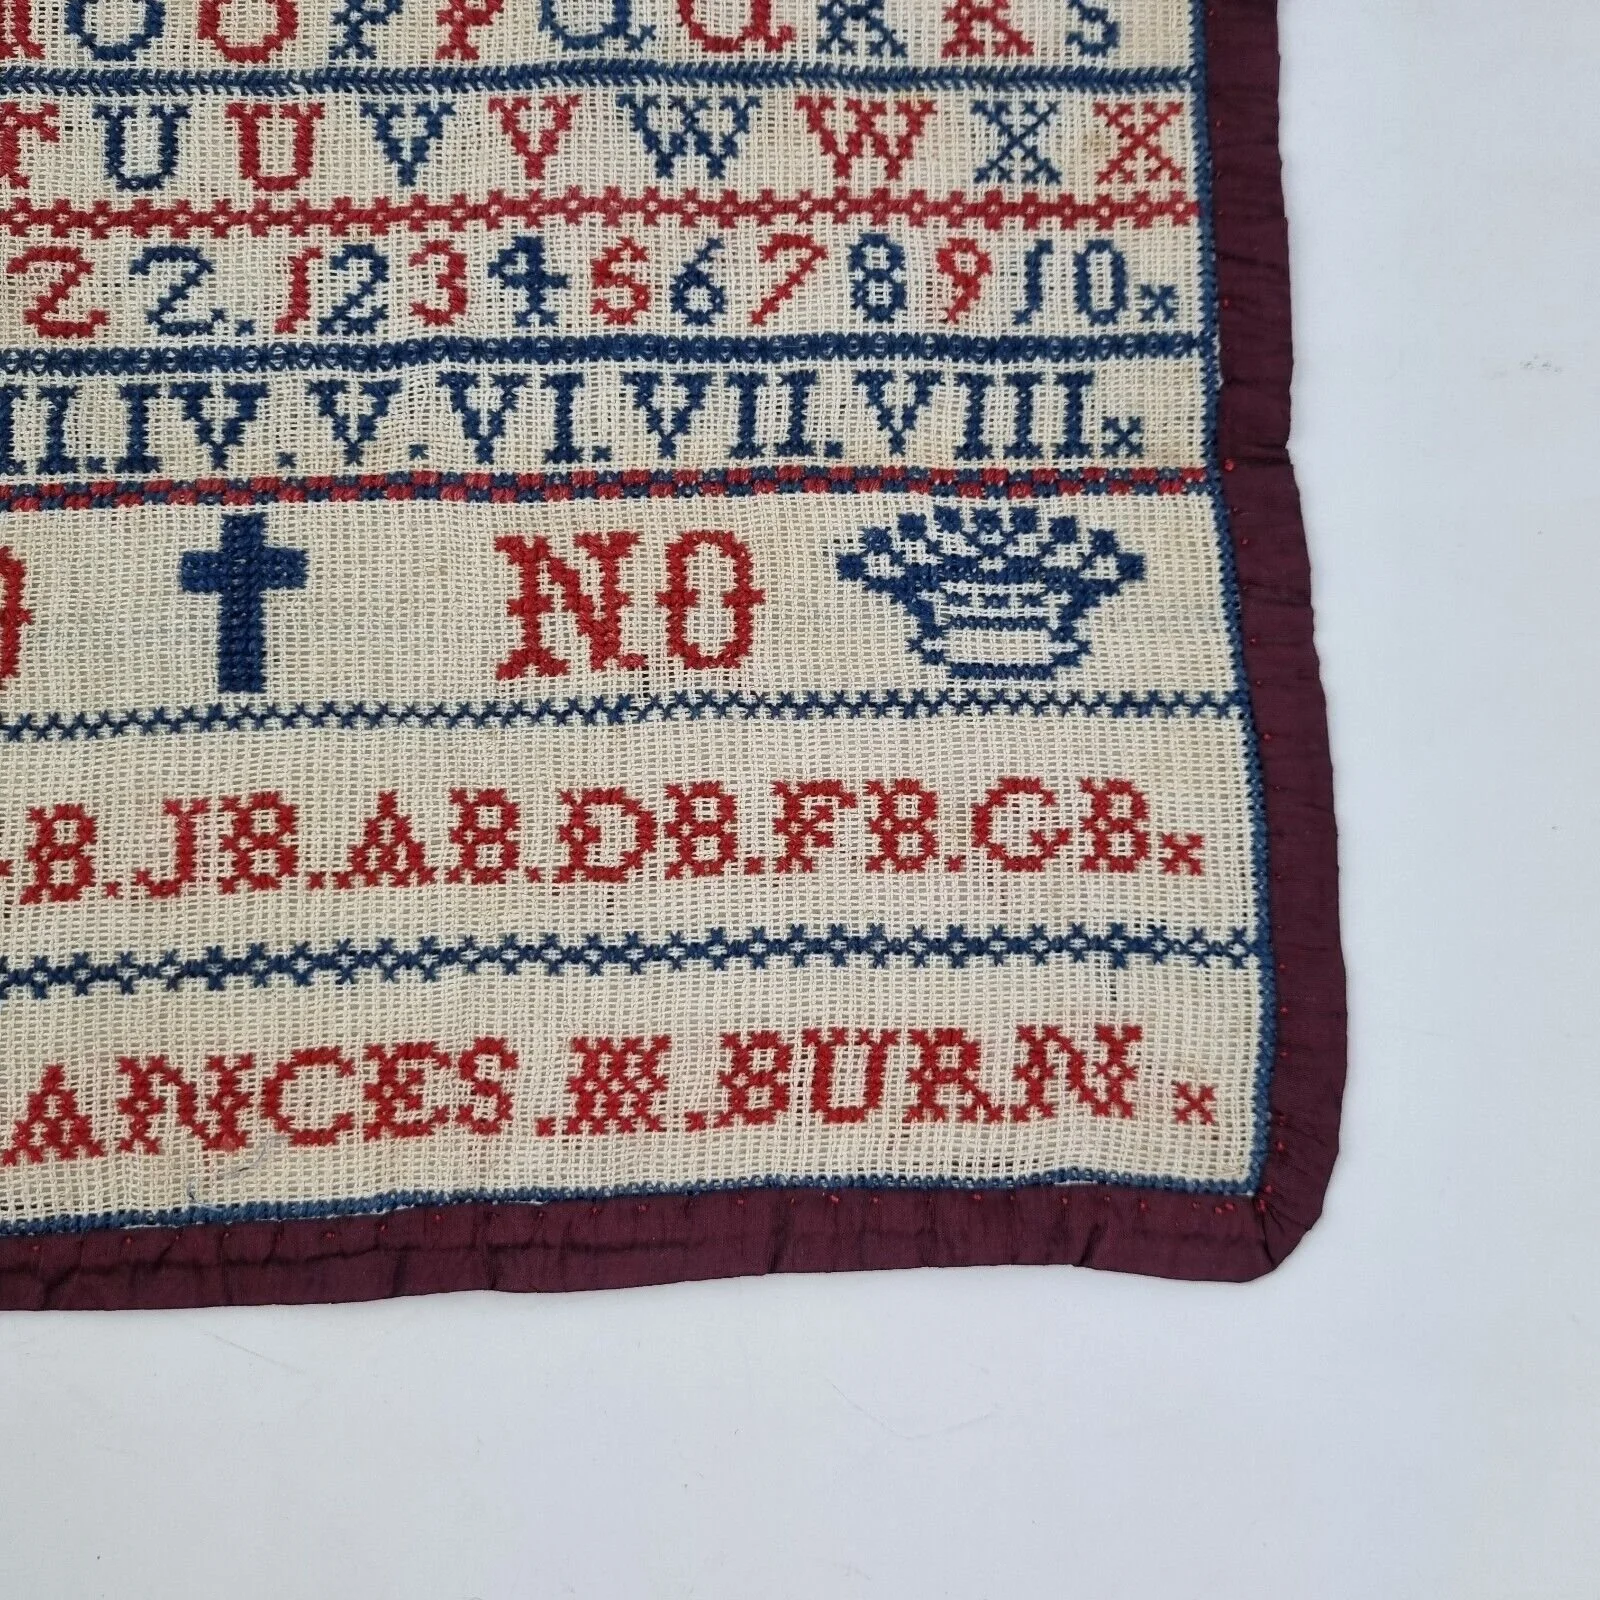 O O P P Q Q R R S
U U V V W W X X
Z Z. 1 2 3 4 5 6 7 8 9 10. x
.IV.V.VI.VII.VIII. x
NO
B.JB.AB.DB.FB.GB. x
ANCES.M.BURN. x